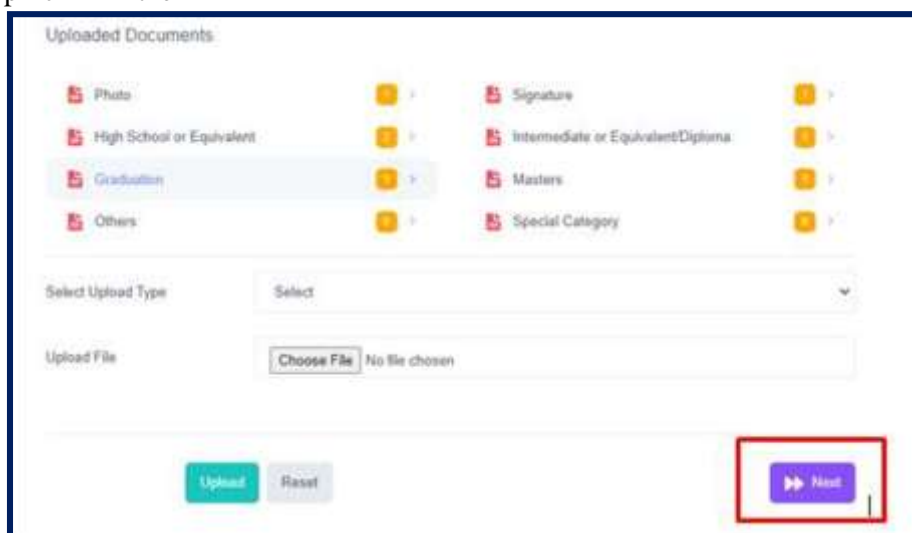 Uploaded Documents
Photo
Signature
High School or Equivalent
Intermediate or Equivalent/Diploma
Graduation
Masters
Others
Special Category
Select Upload Type
Select
Upload File
Choose File No file chosen
Upload Reset
Next